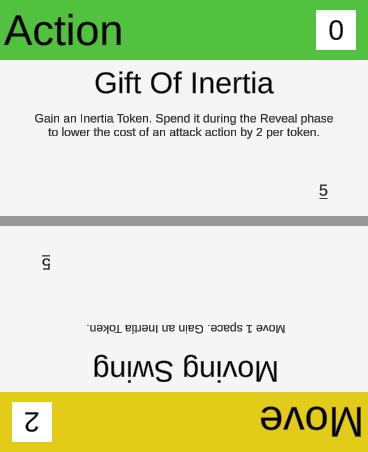 Action
0
Gift Of Inertia
Gain an Inertia Token. Spend it during the Reveal phase
to lower the cost of an attack action by 2 per token.
5
Move
2
Moving Swing
Move 1 space. Gain an Inertia Token.
5